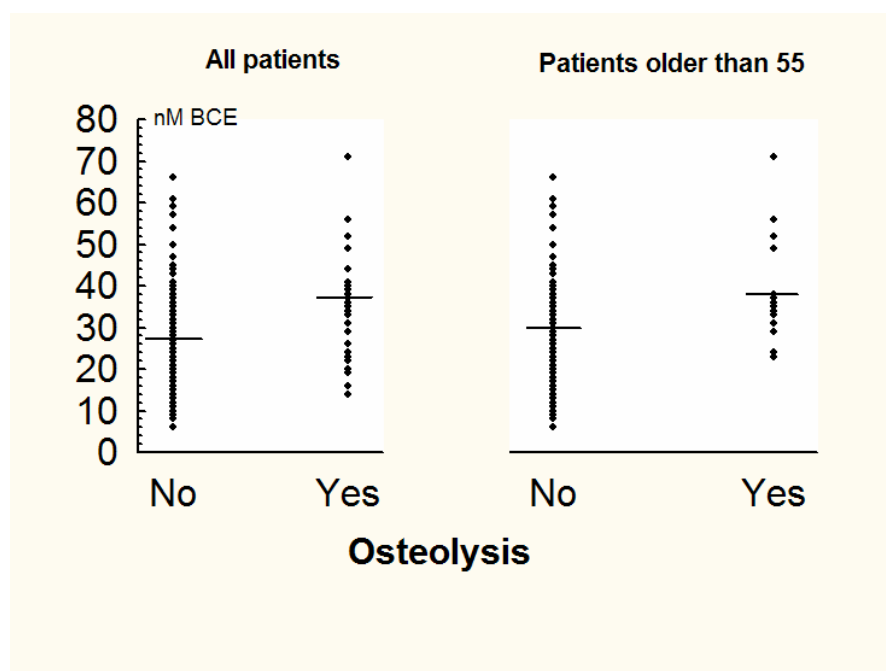 All patients
Patients older than 55
nM BCE
80
70
60
50
40
30
20
10
0
No
Yes
No
Yes
Osteolysis